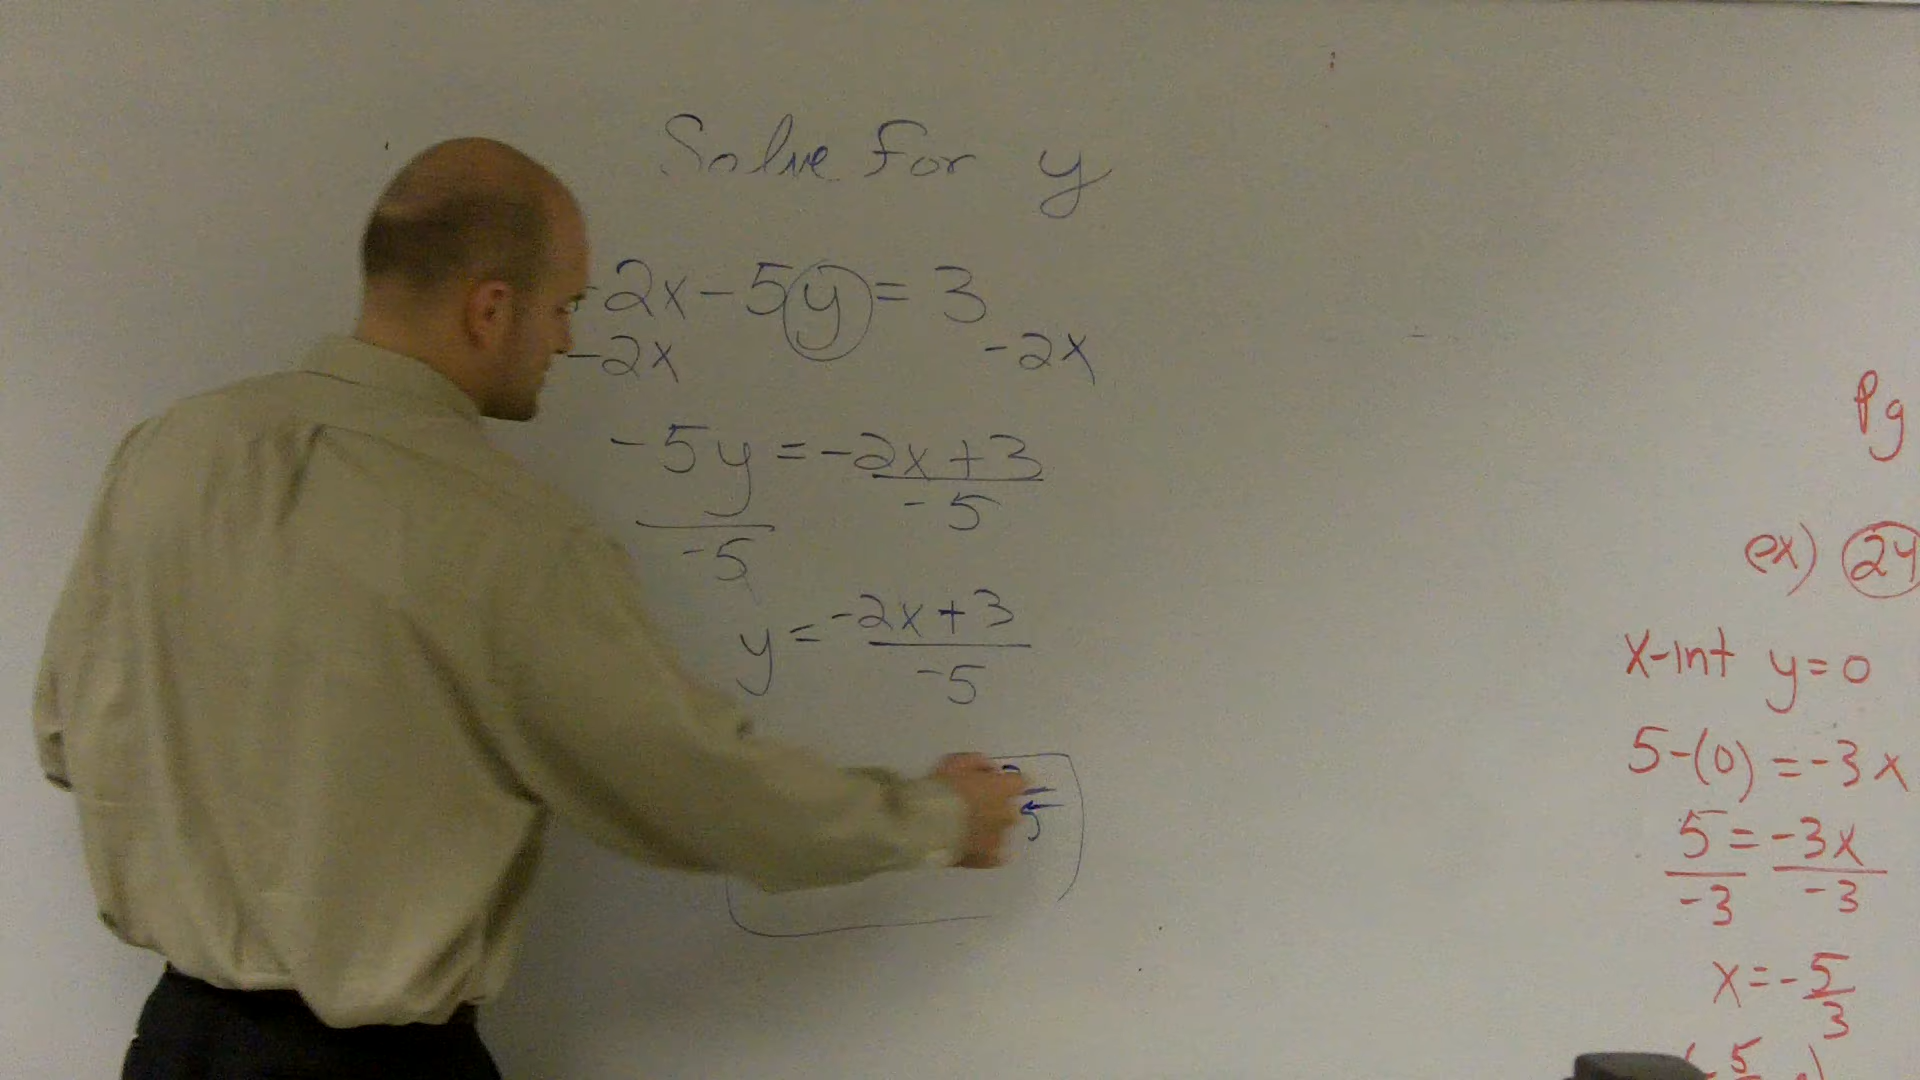 Solve for y
2x - 5y = 3
-2x -2x
-5y = -2x + 3
-5 -5
y = -2x + 3
-5
5
Pg
ex) 24
x-int y = 0
5-(0) = -3x
5 = -3x
-3 -3
x = -5
3